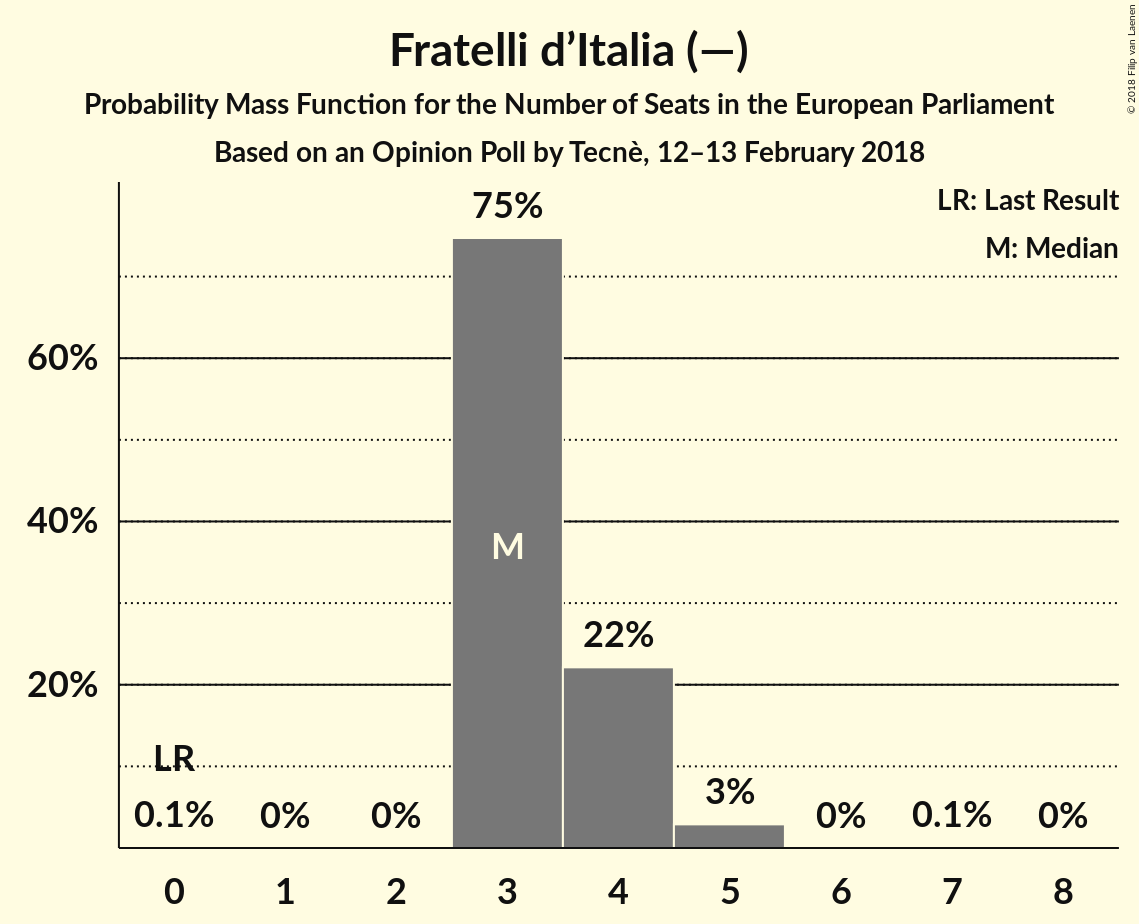 Fratelli d’Italia (—)
Probability Mass Function for the Number of Seats in the European Parliament
Based on an Opinion Poll by Tecnè, 12–13 February 2018
© 2018 Filip van Laenen
LR: Last Result
M: Median
75%
60%
40%
M
22%
20%
LR
3%
0.1% 0% 0% 0% 0.1% 0%
0 1 2 3 4 5 6 7 8